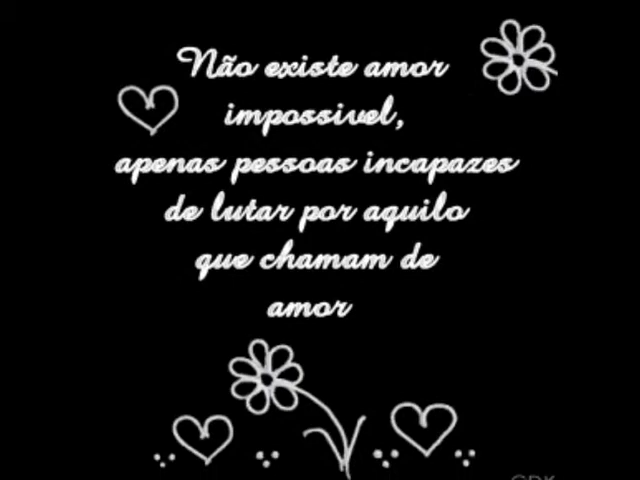 Não existe amor
impossivel,
apenas pessoas incapazes
de lutar por aquilo
que chamam de
amor